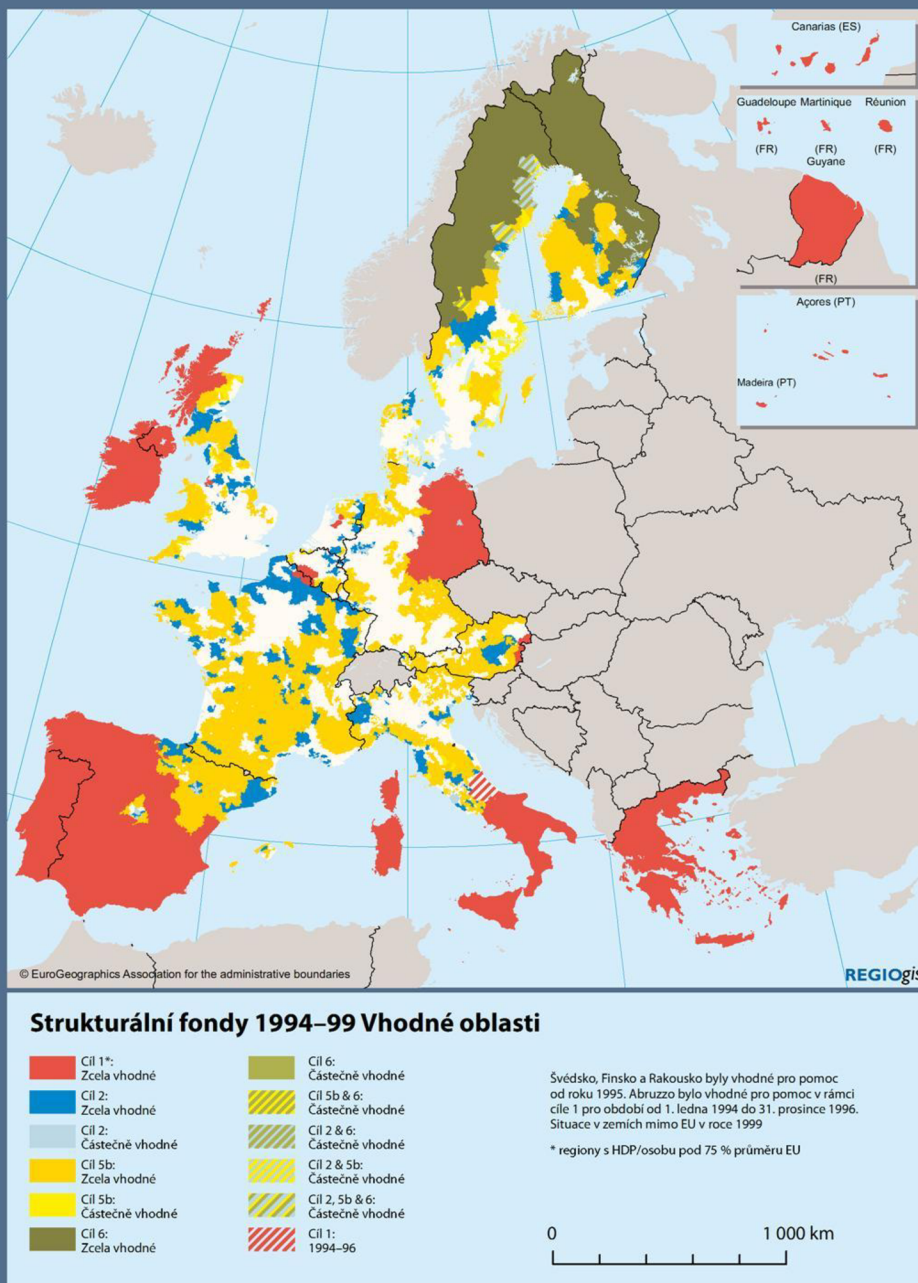 Canarias (ES)
Guadeloupe Martinique Réunion
(FR) (FR) (FR)
Guyane
(FR)
Açores (PT)
Madeira (PT)
© EuroGeographics Association for the administrative boundaries
REGIOgis
Strukturální fondy 1994–99 Vhodné oblasti
Cíl 1*:
Zcela vhodné
Cíl 2:
Zcela vhodné
Cíl 2:
Částečně vhodné
Cíl 5b:
Zcela vhodné
Cíl 5b:
Částečně vhodné
Cíl 6:
Zcela vhodné
Cíl 6:
Částečně vhodné
Cíl 5b & 6:
Částečně vhodné
Cíl 2 & 6:
Částečně vhodné
Cíl 2 & 5b:
Částečně vhodné
Cíl 2, 5b & 6:
Částečně vhodné
Cíl 1:
1994–96
Švédsko, Finsko a Rakousko byly vhodné pro pomoc
od roku 1995. Abruzzo bylo vhodné pro pomoc v rámci
cíle 1 pro období od 1. ledna 1994 do 31. prosince 1996.
Situace v zemích mimo EU v roce 1999
* regiony s HDP/osobu pod 75 % průměru EU
0 1 000 km